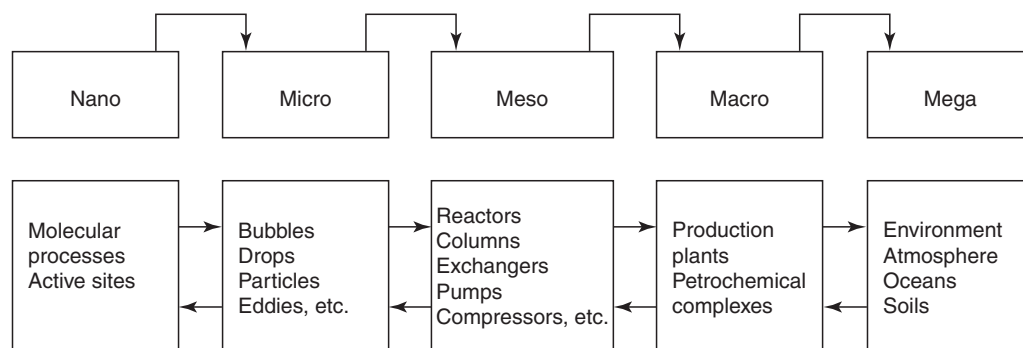 Nano
Micro
Meso
Macro
Mega
Molecular
processes
Active sites
Bubbles
Drops
Particles
Eddies, etc.
Reactors
Columns
Exchangers
Pumps
Compressors, etc.
Production
plants
Petrochemical
complexes
Environment
Atmosphere
Oceans
Soils